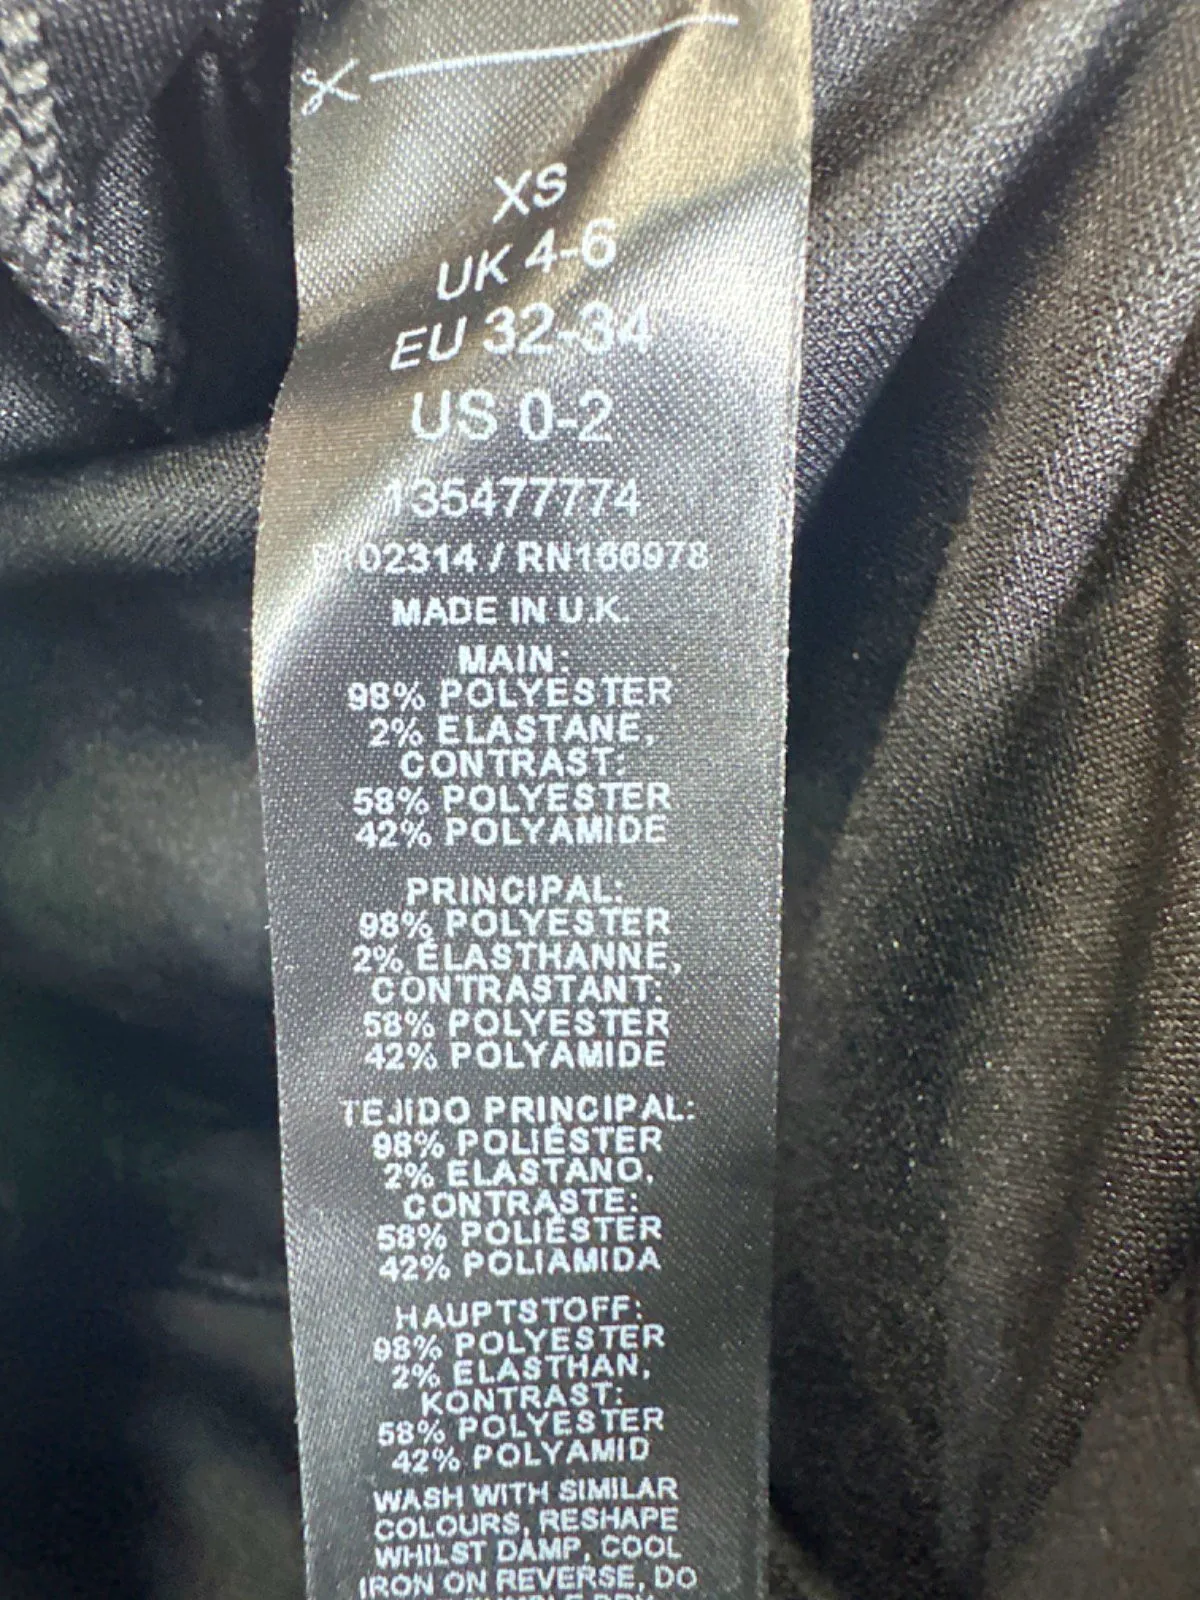 XS
UK 4-6
EU 32-34
US 0-2
135477774
102314 / RN166978
MADE IN U.K.
MAIN:
98% POLYESTER
2% ELASTANE,
CONTRAST:
58% POLYESTER
42% POLYAMIDE
PRINCIPAL:
98% POLYESTER
2% ÉLASTHANNE,
CONTRASTANT:
58% POLYESTER
42% POLYAMIDE
TEJIDO PRINCIPAL:
98% POLIÉSTER
2% ELASTANO,
CONTRASTE:
58% POLIÉSTER
42% POLIAMIDA
HAUPTSTOFF:
98% POLYESTER
2% ELASTHAN,
KONTRAST:
58% POLYESTER
42% POLYAMID
WASH WITH SIMILAR
COLOURS, RESHAPE
WHILST DAMP, COOL
IRON ON REVERSE, DO